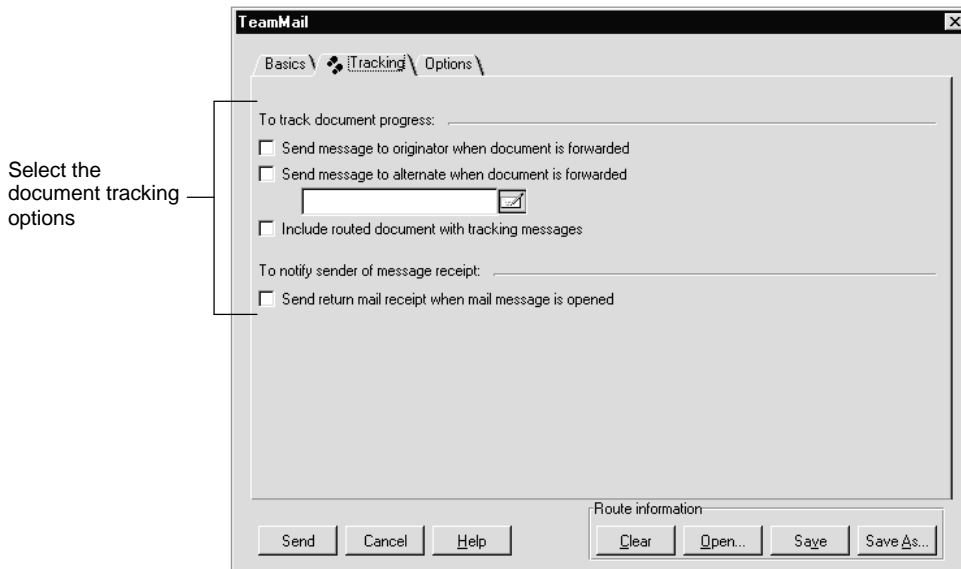 TeamMail
Basics Tracking Options
To track document progress:
Send message to originator when document is forwarded
Send message to alternate when document is forwarded
Include routed document with tracking messages
To notify sender of message receipt:
Send return mail receipt when mail message is opened
Select the
document tracking
options
Route information
Send Cancel Help Clear Open... Save Save As...